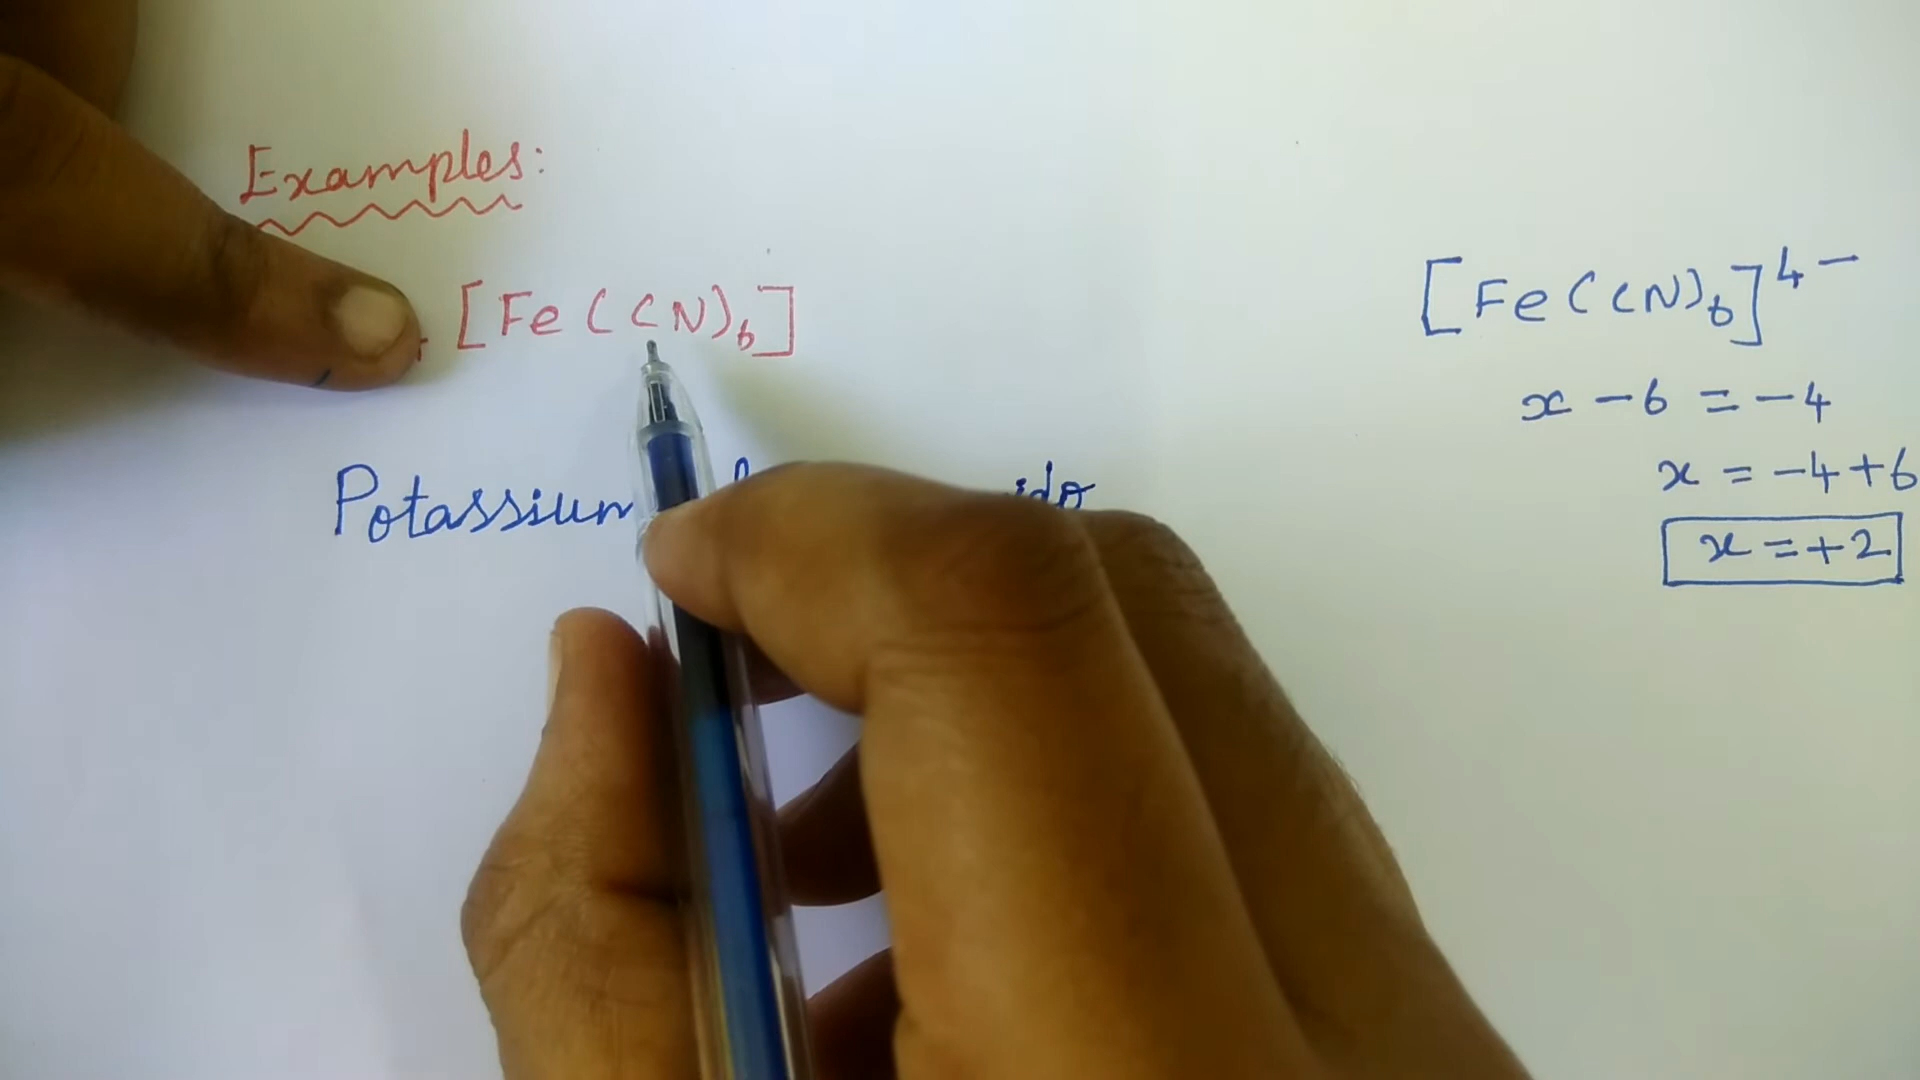 Examples:
[Fe(CN)6]
Potassium
[Fe(CN)6]4-
x - 6 = -4
x = -4+6
x = +2